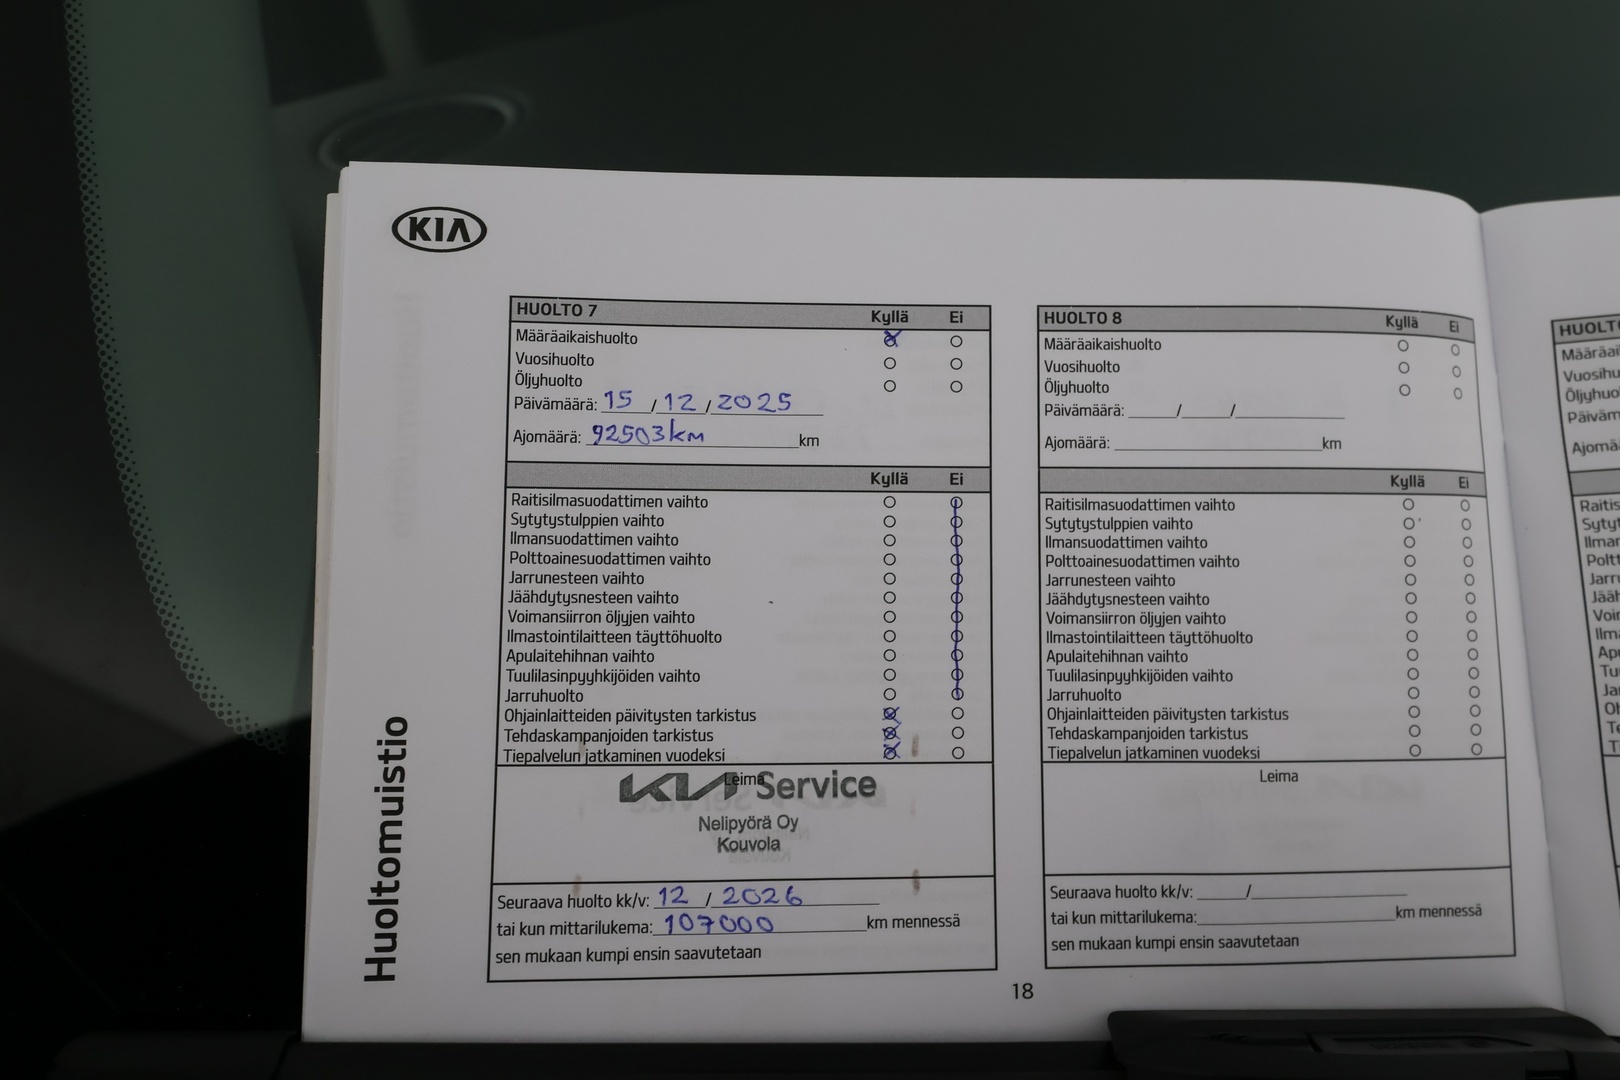 KIA
Huoltomuistio
HUOLTO 7 Kyllä Ei
Määräaikaishuolto
Vuosihuolto
Öljyhuolto
Päivämäärä: 15 / 12 / 2025
Ajomäärä: 92503 km km
Kyllä Ei
Raitisilmasuodattimen vaihto
Sytytystulppien vaihto
Ilmansuodattimen vaihto
Polttoainesuodattimen vaihto
Jarrunesteen vaihto
Jäähdytysnesteen vaihto
Voimansiirron öljyjen vaihto
Ilmastointilaitteen täyttöhuolto
Apulaitehihnan vaihto
Tuulilasinpyyhkijöiden vaihto
Jarruhuolto
Ohjainlaitteiden päivitysten tarkistus
Tehdaskampanjoiden tarkistus
Tiepalvelun jatkaminen vuodeksi
Leima
KIA Service
Nelipyörä Oy
Kouvola
Seuraava huolto kk/v: 12 / 2026
tai kun mittarilukema: 107000 km mennessä
sen mukaan kumpi ensin saavutetaan
HUOLTO 8 Kyllä Ei
Määräaikaishuolto
Vuosihuolto
Öljyhuolto
Päivämäärä: / /
Ajomäärä: km
Kyllä Ei
Raitisilmasuodattimen vaihto
Sytytystulppien vaihto
Ilmansuodattimen vaihto
Polttoainesuodattimen vaihto
Jarrunesteen vaihto
Jäähdytysnesteen vaihto
Voimansiirron öljyjen vaihto
Ilmastointilaitteen täyttöhuolto
Apulaitehihnan vaihto
Tuulilasinpyyhkijöiden vaihto
Jarruhuolto
Ohjainlaitteiden päivitysten tarkistus
Tehdaskampanjoiden tarkistus
Tiepalvelun jatkaminen vuodeksi
Leima
Seuraava huolto kk/v: /
tai kun mittarilukema: km mennessä
sen mukaan kumpi ensin saavutetaan
18